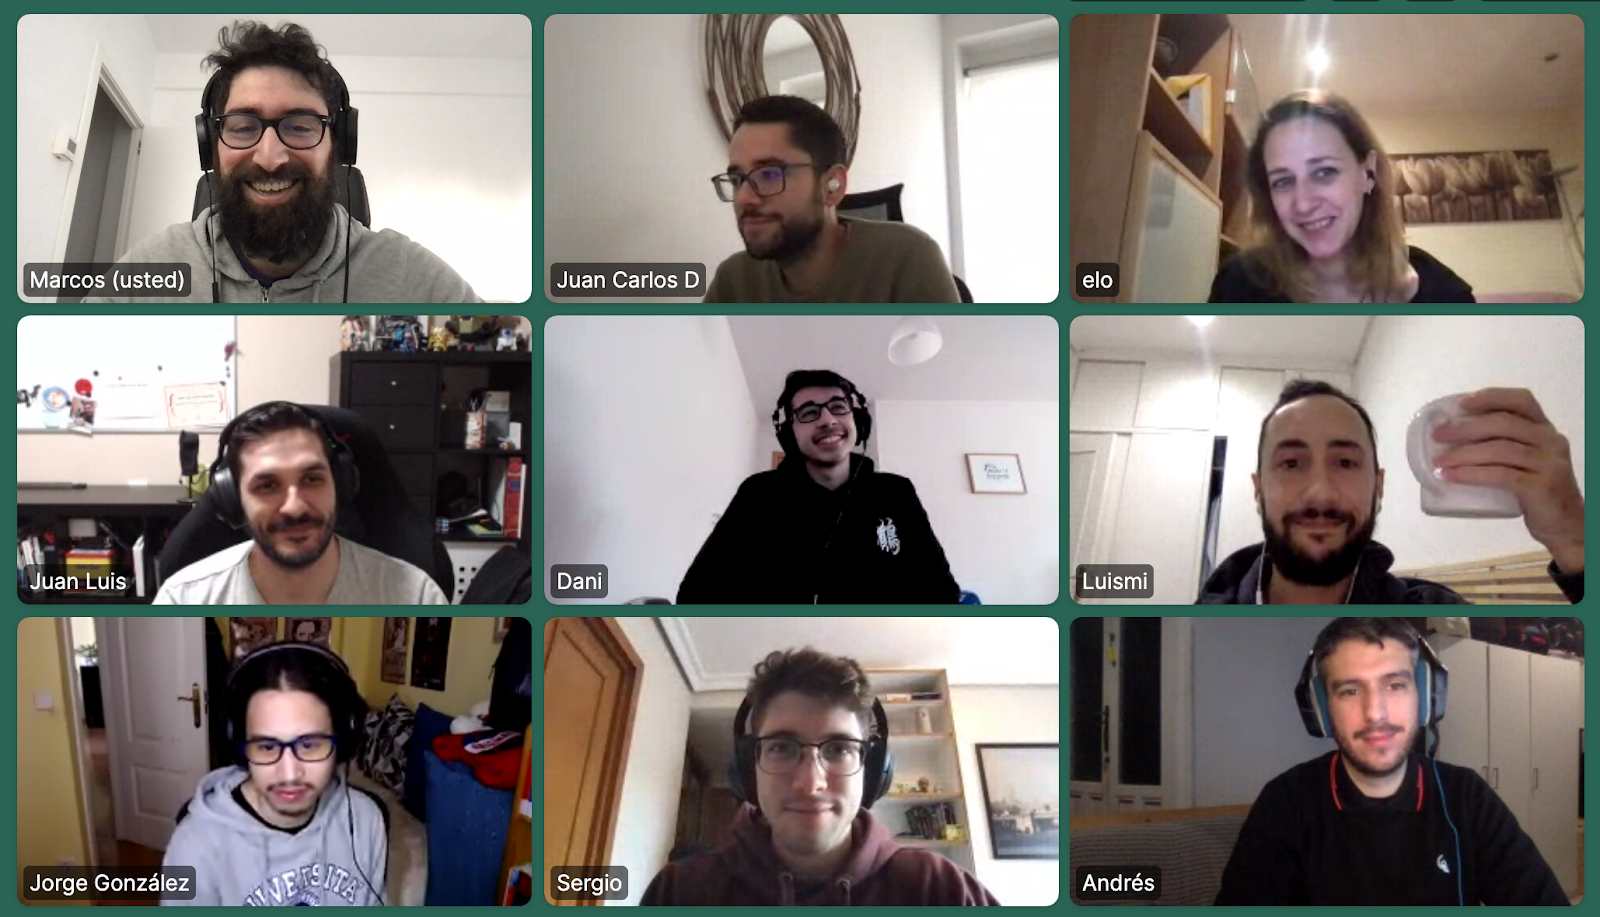 Marcos (usted)
Juan Carlos D
elo
Juan Luis
Dani
Luismi
Jorge González
Sergio
Andrés